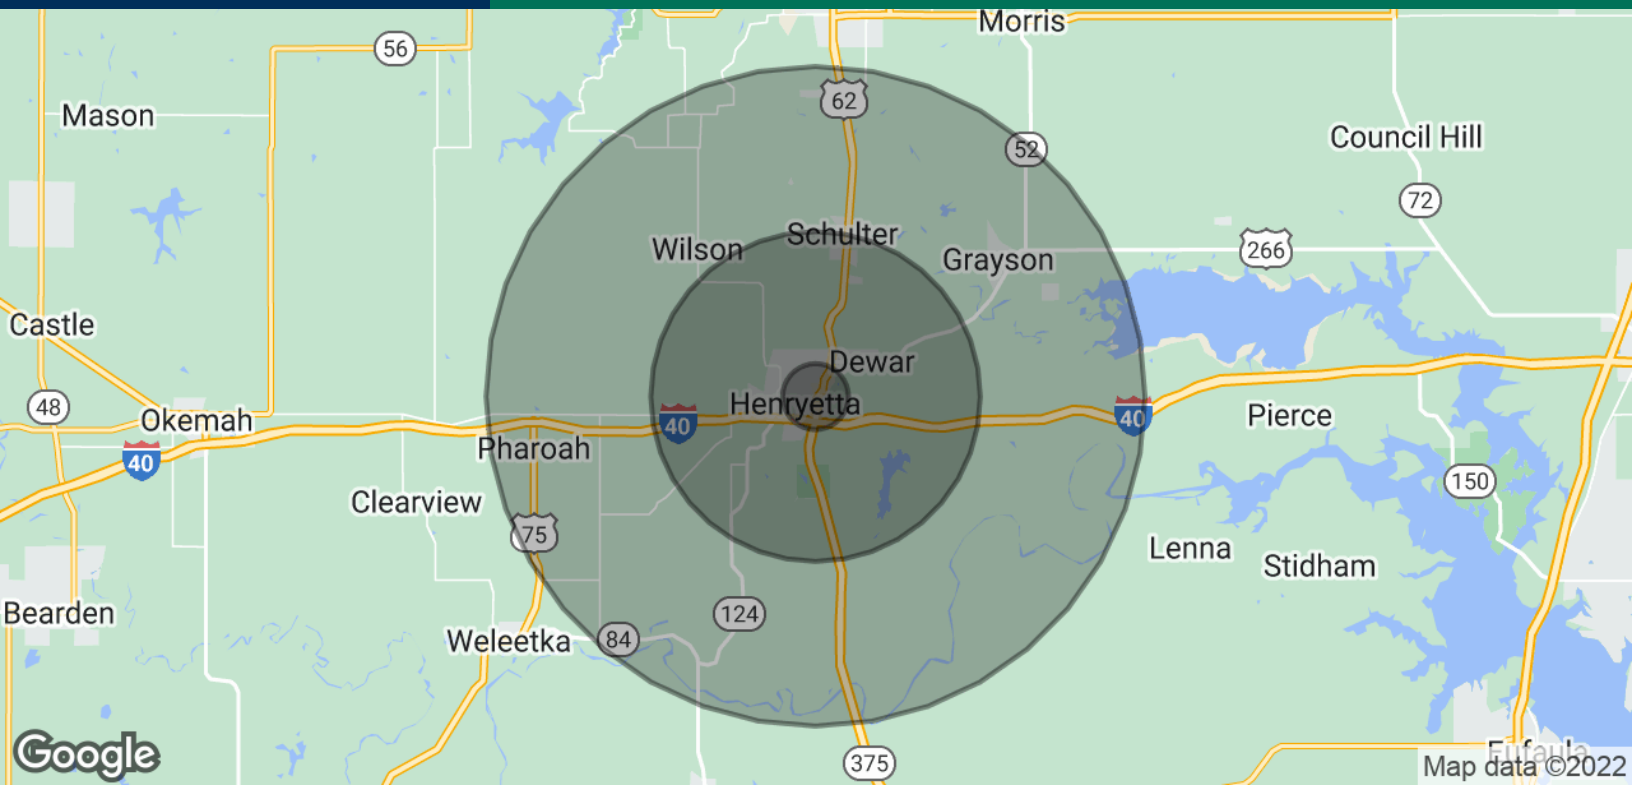 Morris
56
62
Mason
Council Hill
52
72
Schulter
Wilson
266
Grayson
Castle
Dewar
48
Henryetta
Okemah
40
40
Pierce
Pharoah
40
150
Clearview
75
Lenna
Stidham
Bearden
124
Weleetka
84
Google
375
Eufaula
Map data ©2022